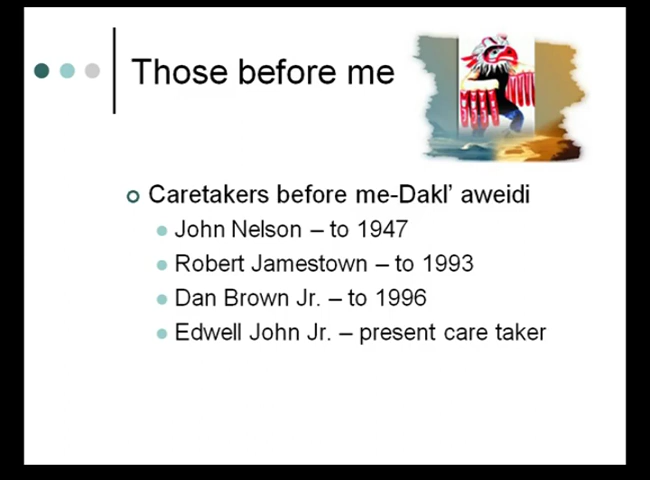 Those before me
Caretakers before me-Dakl' aweidi
John Nelson – to 1947
Robert Jamestown – to 1993
Dan Brown Jr. – to 1996
Edwell John Jr. – present care taker